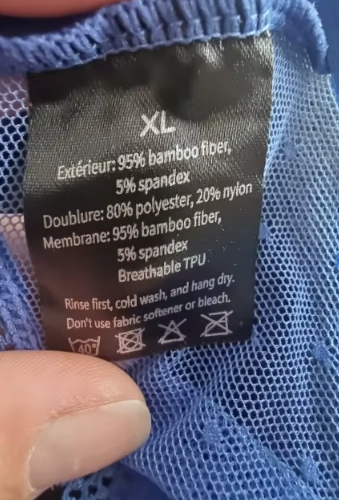 XL
Extérieur: 95% bamboo fiber,
5% spandex
Doublure: 80% polyester, 20% nylon
Membrane: 95% bamboo fiber,
5% spandex
Breathable TPU
Rinse first, cold wash, and hang dry.
Don't use fabric softener or bleach.
40°